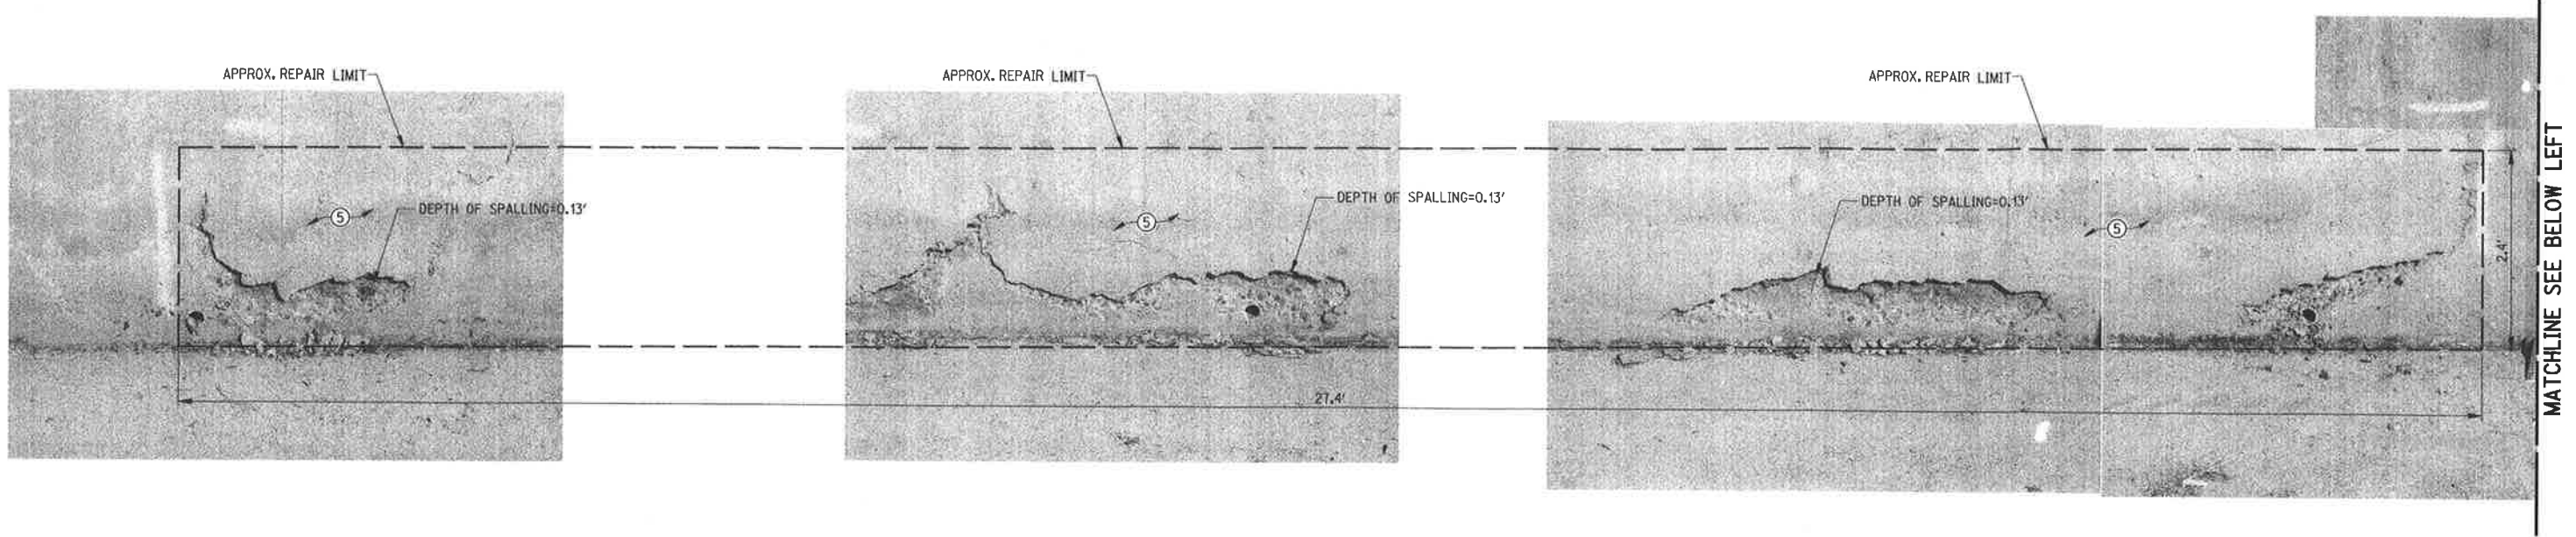 APPROX. REPAIR LIMIT
APPROX. REPAIR LIMIT
APPROX. REPAIR LIMIT
DEPTH OF SPALLING=0.13'
DEPTH OF SPALLING=0.13'
DEPTH OF SPALLING=0.13'
5
5
5
2.4'
27.4'
MATCHLINE SEE BELOW LEFT